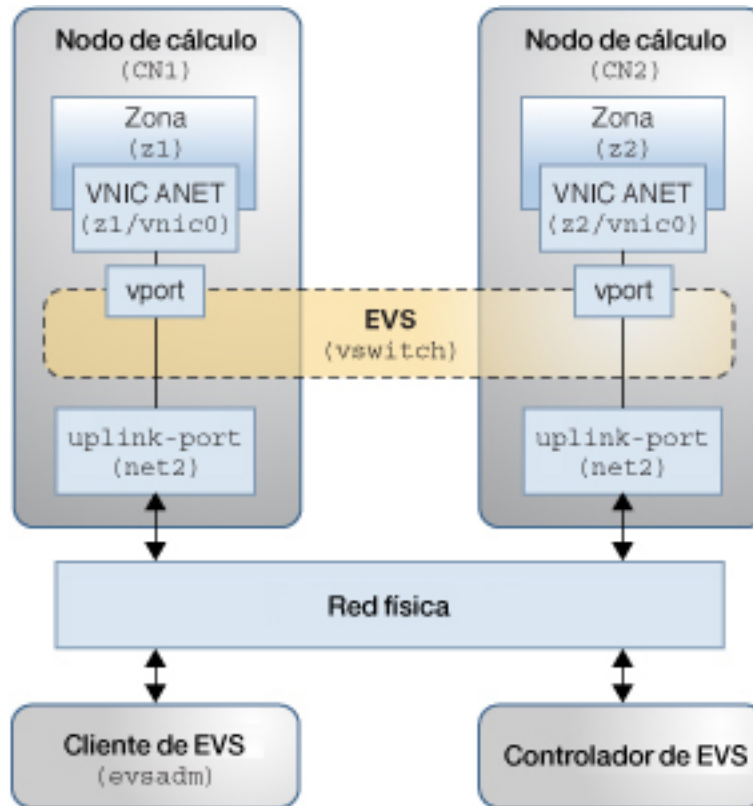 Nodo de cálculo
(CN1)
Zona
(z1)
VNIC ANET
(z1/vnic0)
vport
uplink-port
(net2)
Nodo de cálculo
(CN2)
Zona
(z2)
VNIC ANET
(z2/vnic0)
vport
uplink-port
(net2)
EVS
(vswitch)
Red física
Cliente de EVS
(evsadm)
Controlador de EVS